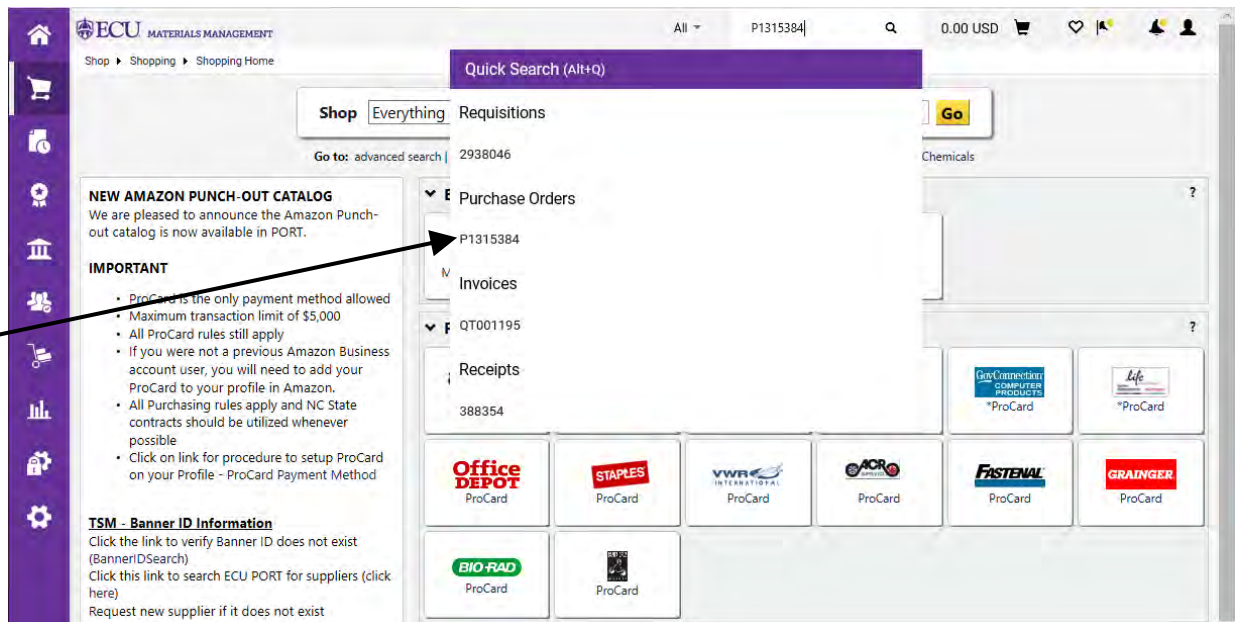 ECU MATERIALS MANAGEMENT
All
P1315384
0.00 USD
Shop Shopping Shopping Home
Quick Search (Alt+Q)
Requisitions
2938046
Purchase Orders
P1315384
Invoices
QT001195
Receipts
388354
Shop Everything
Go
Go to: advanced search |
Chemicals
NEW AMAZON PUNCH-OUT CATALOG
We are pleased to announce the Amazon Punch-
out catalog is now available in PORT.
IMPORTANT
• ProCard is the only payment method allowed
• Maximum transaction limit of $5,000
• All ProCard rules still apply
• If you were not a previous Amazon Business
account user, you will need to add your
ProCard to your profile in Amazon.
• All Purchasing rules apply and NC State
contracts should be utilized whenever
possible
• Click on link for procedure to setup ProCard
on your Profile - ProCard Payment Method
TSM - Banner ID Information
Click the link to verify Banner ID does not exist
(BannerIDSearch)
Click this link to search ECU PORT for suppliers (click
here)
Request new supplier if it does not exist
?
?
GovConnection
COMPUTER
PRODUCTS
*ProCard
life
*ProCard
Office
DEPOT
ProCard
STAPLES
ProCard
VWR
INTERNATIONAL
ProCard
ACR
ProCard
FASTENAL
ProCard
GRAINGER
ProCard
BIO-RAD
ProCard
ProCard